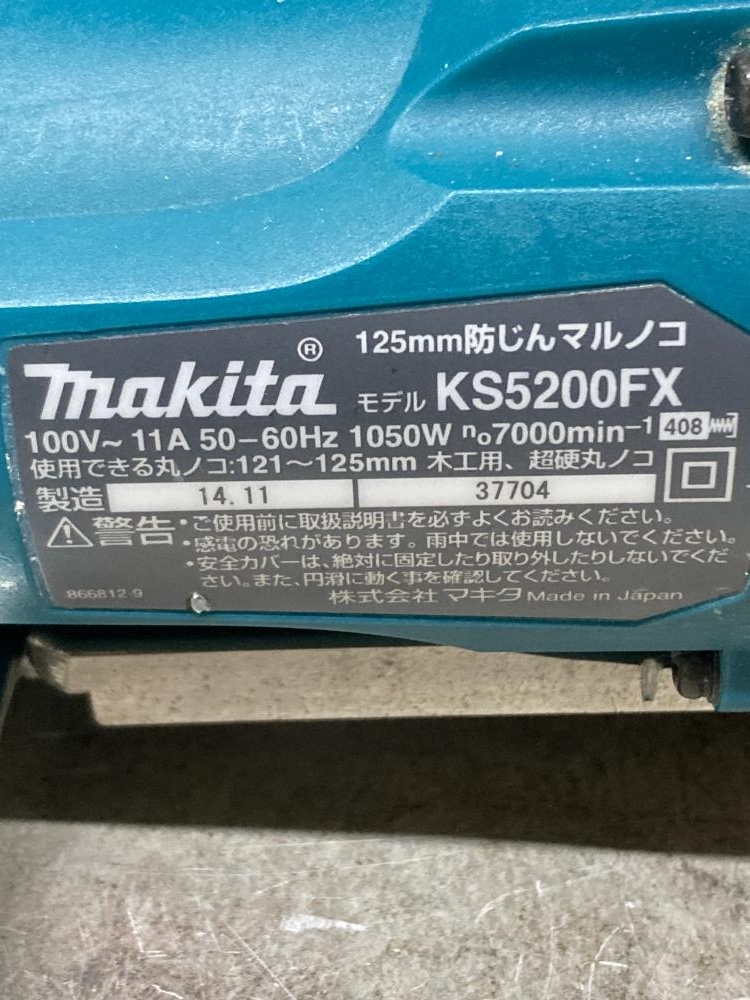 125mm防じんマルノコ
makita® モデル KS5200FX
100V～ 11A 50−60Hz 1050W n₀7000min⁻¹ 408
使用できる丸ノコ:121～125mm 木工用、超硬丸ノコ
製造 14.11 37704
警告 ・ご使用前に取扱説明書を必ずよくお読みください。
・感電の恐れがあります。雨中では使用しないでください。
・安全カバーは、絶対に固定したり取り外したりしないでくだ
さい。また、円滑に動く事を確認してください。
866812-9 株式会社 マキタ Made in Japan